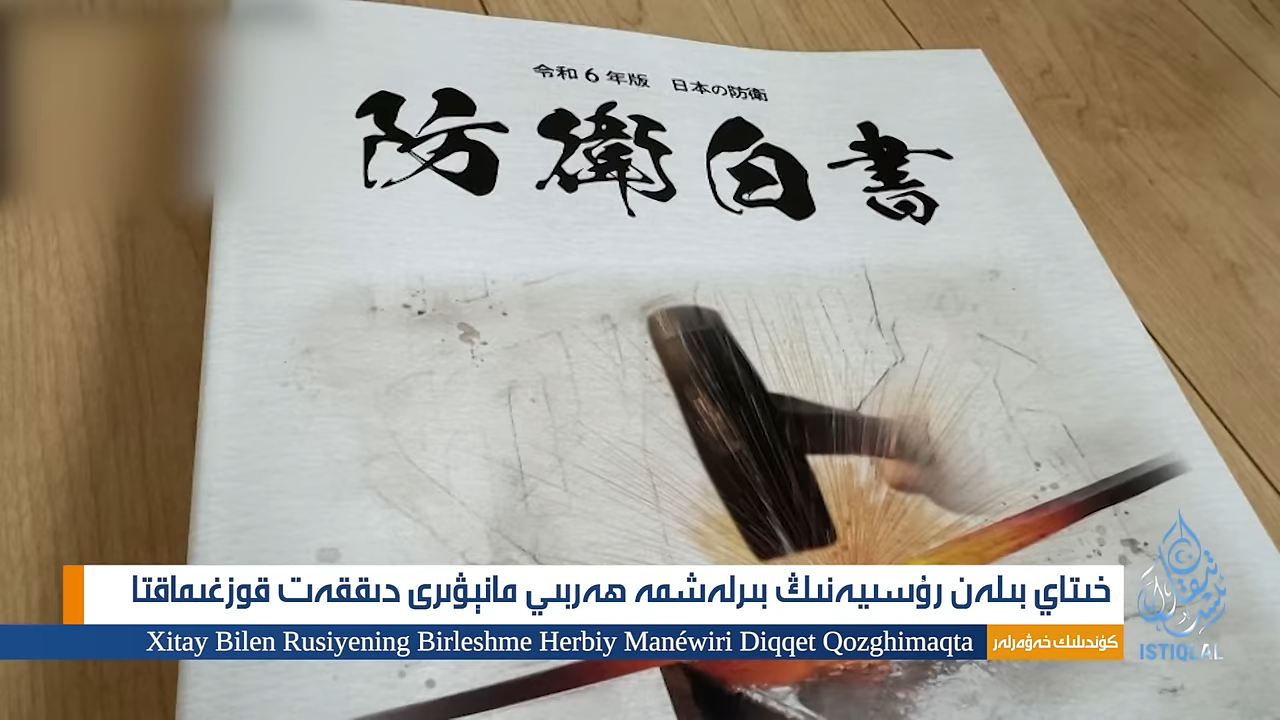 令和6年版 日本の防衛
防衛白書
خىتاي بىلەن رۇسىيەنىڭ بىرلەشمە ھەربىي مانېۋىرى دىققەت قوزغىماقتا
Xitay Bilen Rusiyening Birleshme Herbiy Manéwiri Diqqet Qozghimaqta
كۈندىلىك خەۋەرلەر
ISTIQLAL